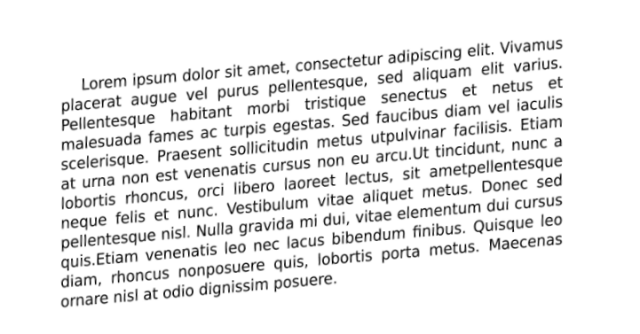 Lorem ipsum dolor sit amet, consectetur adipiscing elit. Vivamus
placerat augue vel purus pellentesque, sed aliquam elit varius.
Pellentesque habitant morbi tristique senectus et netus et
malesuada fames ac turpis egestas. Sed faucibus diam vel iaculis
scelerisque. Praesent sollicitudin metus utpulvinar facilisis. Etiam
at urna non est venenatis cursus non eu arcu.Ut tincidunt, nunc a
lobortis rhoncus, orci libero laoreet lectus, sit ametpellentesque
neque felis et nunc. Vestibulum vitae aliquet metus. Donec sed
pellentesque nisl. Nulla gravida mi dui, vitae elementum dui cursus
quis.Etiam venenatis leo nec lacus bibendum finibus. Quisque leo
diam, rhoncus nonposuere quis, lobortis porta metus. Maecenas
ornare nisl at odio dignissim posuere.